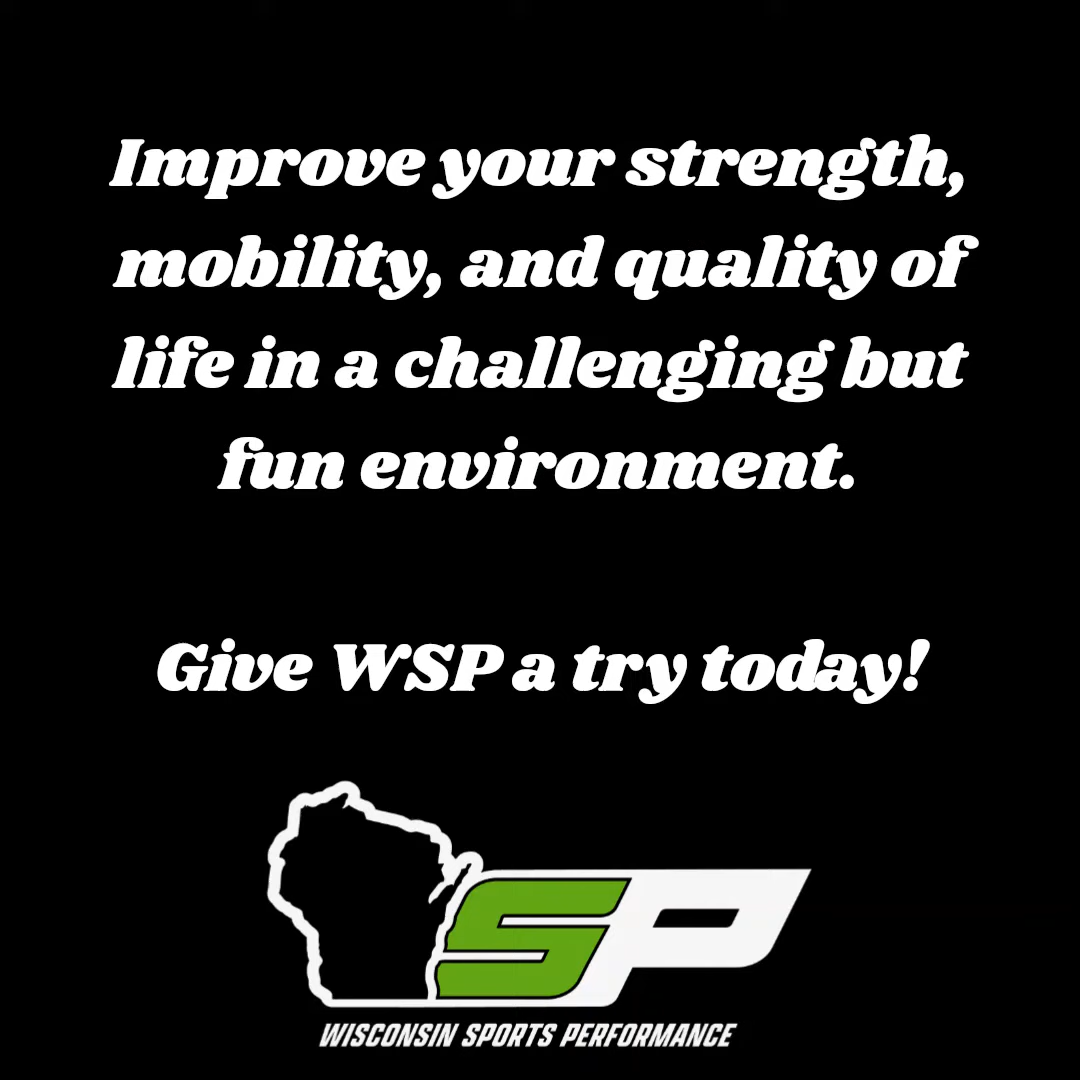 Improve your strength,
mobility, and quality of
life in a challenging but
fun environment.
Give WSP a try today!
SP
WISCONSIN SPORTS PERFORMANCE